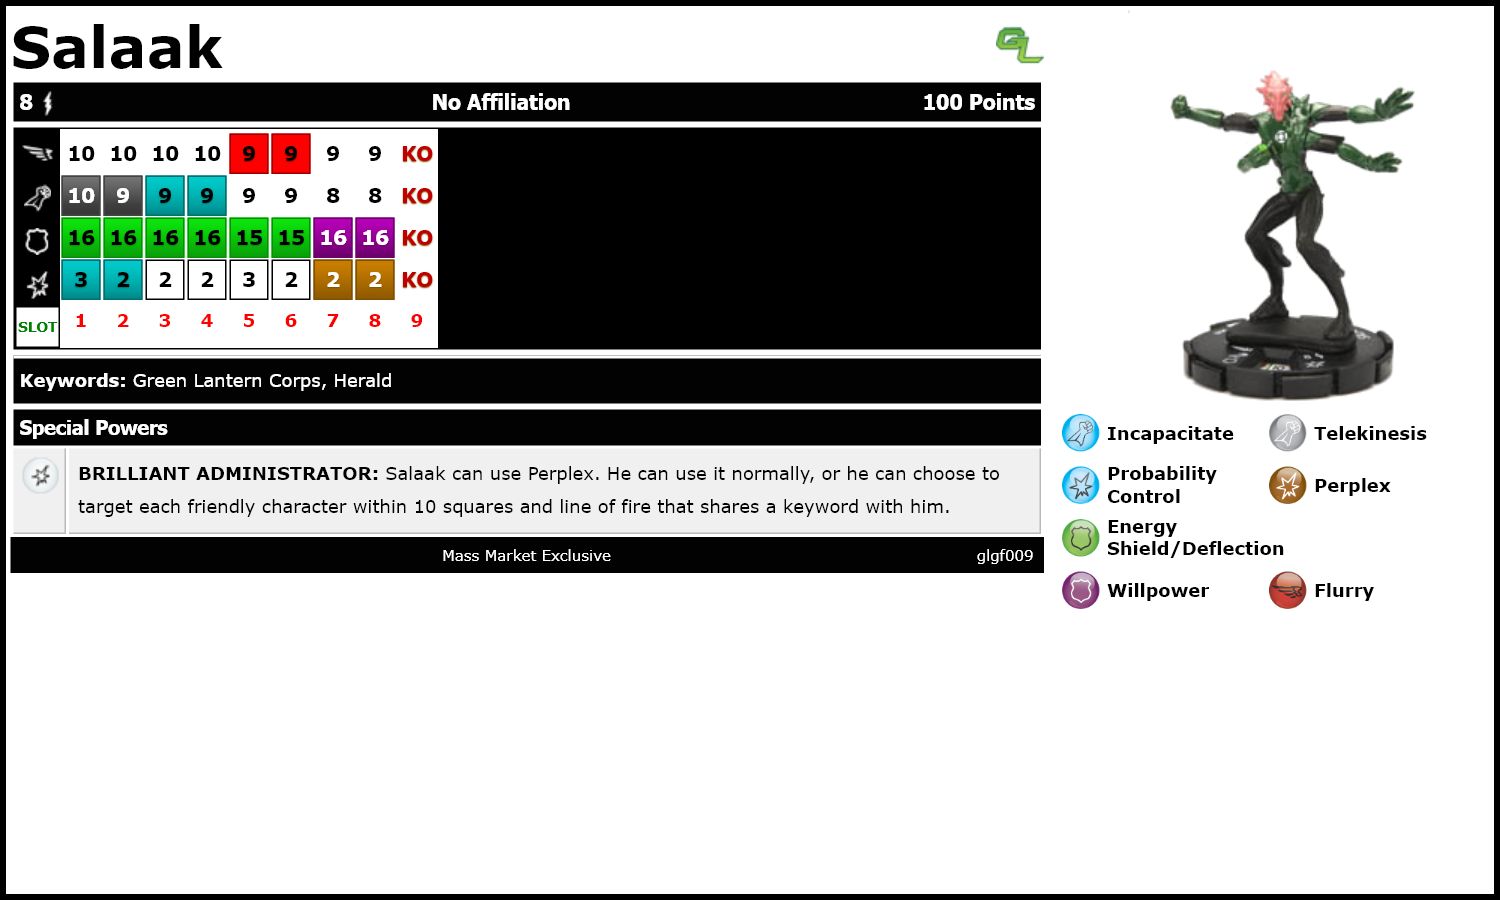 Salaak
GL
8 No Affiliation 100 Points
10 10 10 10 9 9 9 9 KO
10 9 9 9 9 9 8 8 KO
16 16 16 16 15 15 16 16 KO
3 2 2 2 3 2 2 2 KO
SLOT 1 2 3 4 5 6 7 8 9
Keywords: Green Lantern Corps, Herald
Special Powers
BRILLIANT ADMINISTRATOR: Salaak can use Perplex. He can use it normally, or he can choose to
target each friendly character within 10 squares and line of fire that shares a keyword with him.
Mass Market Exclusive glgf009
Incapacitate Telekinesis
Probability
Control
Perplex
Energy
Shield/Deflection
Willpower Flurry